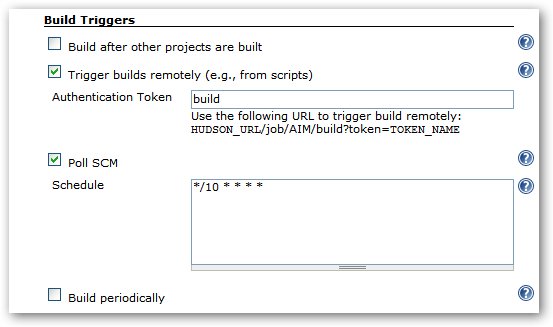 Build Triggers
Build after other projects are built
Trigger builds remotely (e.g., from scripts)
Authentication Token
build
Use the following URL to trigger build remotely:
HUDSON_URL/job/AIM/build?token=TOKEN_NAME
Poll SCM
Schedule
*/10 * * * *
Build periodically